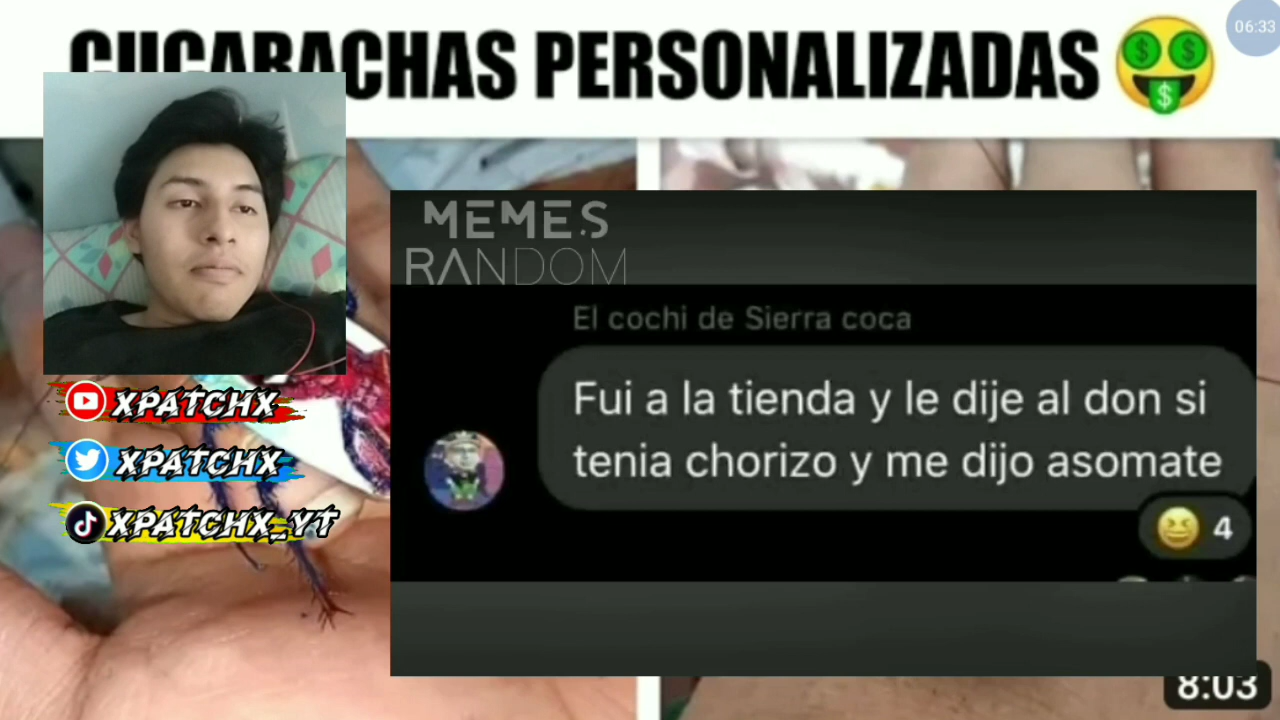 CUCARACHAS PERSONALIZADAS
06:33
MEMES
RANDOM
El cochi de Sierra coca
Fui a la tienda y le dije al don si
tenia chorizo y me dijo asomate
4
XPATCHX
XPATCHX
XPATCHX_YT
8:03